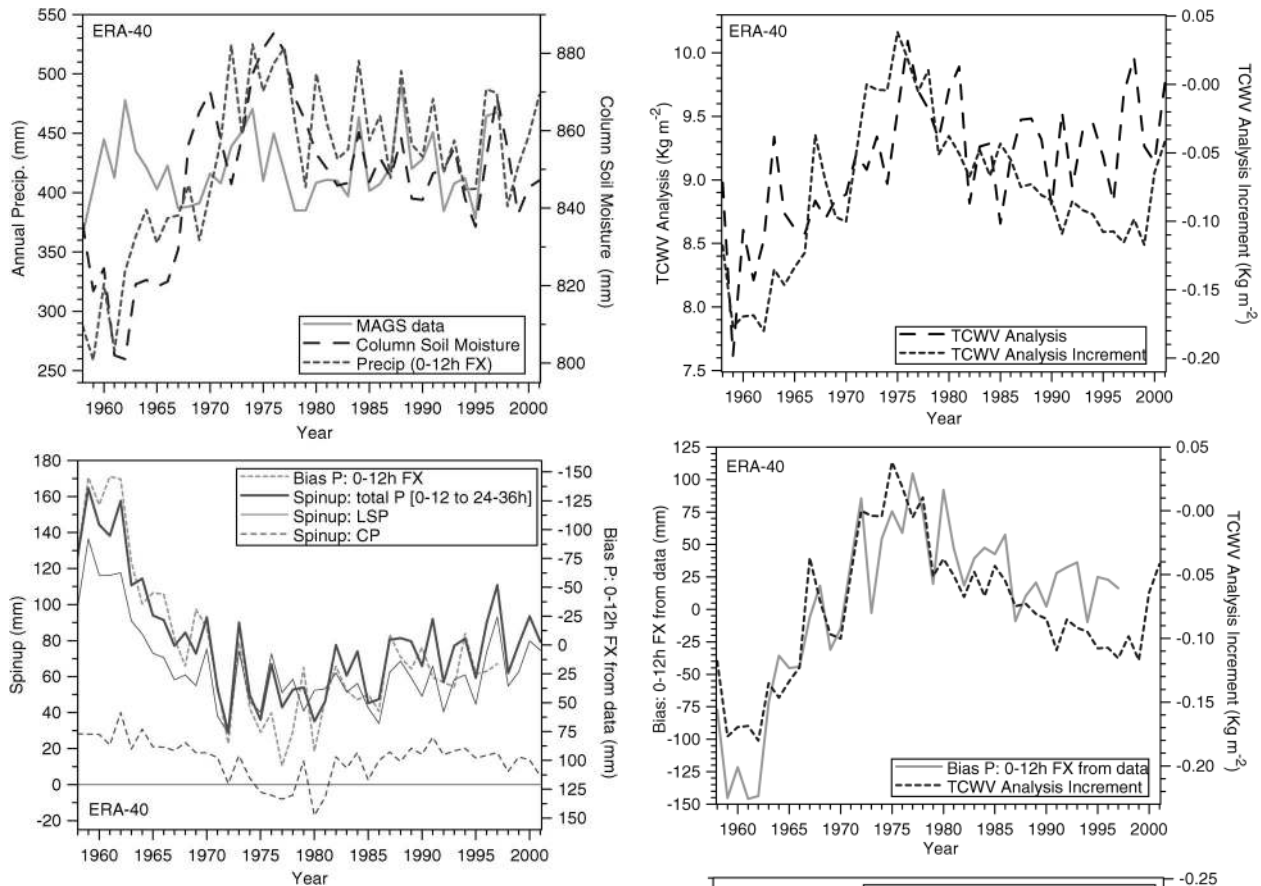 ERA-40
Annual Precip. (mm)
550
500
450
400
350
300
250
880
860
840
820
800
Column Soil Moisture (mm)
MAGS data
Column Soil Moisture
Precip (0-12h FX)
1960 1965 1970 1975 1980 1985 1990 1995 2000
Year
ERA-40
TCWV Analysis (Kg m-2)
10.0
9.5
9.0
8.5
8.0
7.5
0.05
-0.00
-0.05
-0.10
-0.15
-0.20
TCWV Analysis Increment (Kg m-2)
TCWV Analysis
TCWV Analysis Increment
1960 1965 1970 1975 1980 1985 1990 1995 2000
Year
Spinup (mm)
180
160
140
120
100
80
60
40
20
0
-20
-150
-125
-100
-75
-50
-25
0
25
50
75
100
120
150
Bias P: 0-12h FX from data (mm)
Bias P: 0-12h FX
Spinup: total P [0-12 to 24-36h]
Spinup: LSP
Spinup: CP
ERA-40
1960 1965 1970 1975 1980 1985 1990 1995 2000
Year
ERA-40
Bias: 0-12h FX from data (mm)
125
100
75
50
25
0
-25
-50
-75
-100
-125
-150
0.05
-0.00
-0.05
-0.10
-0.15
-0.20
TCWV Analysis Increment (Kg m-2)
Bias P: 0-12h FX from data
TCWV Analysis Increment
1960 1965 1970 1975 1980 1985 1990 1995 2000
Year
-0.25